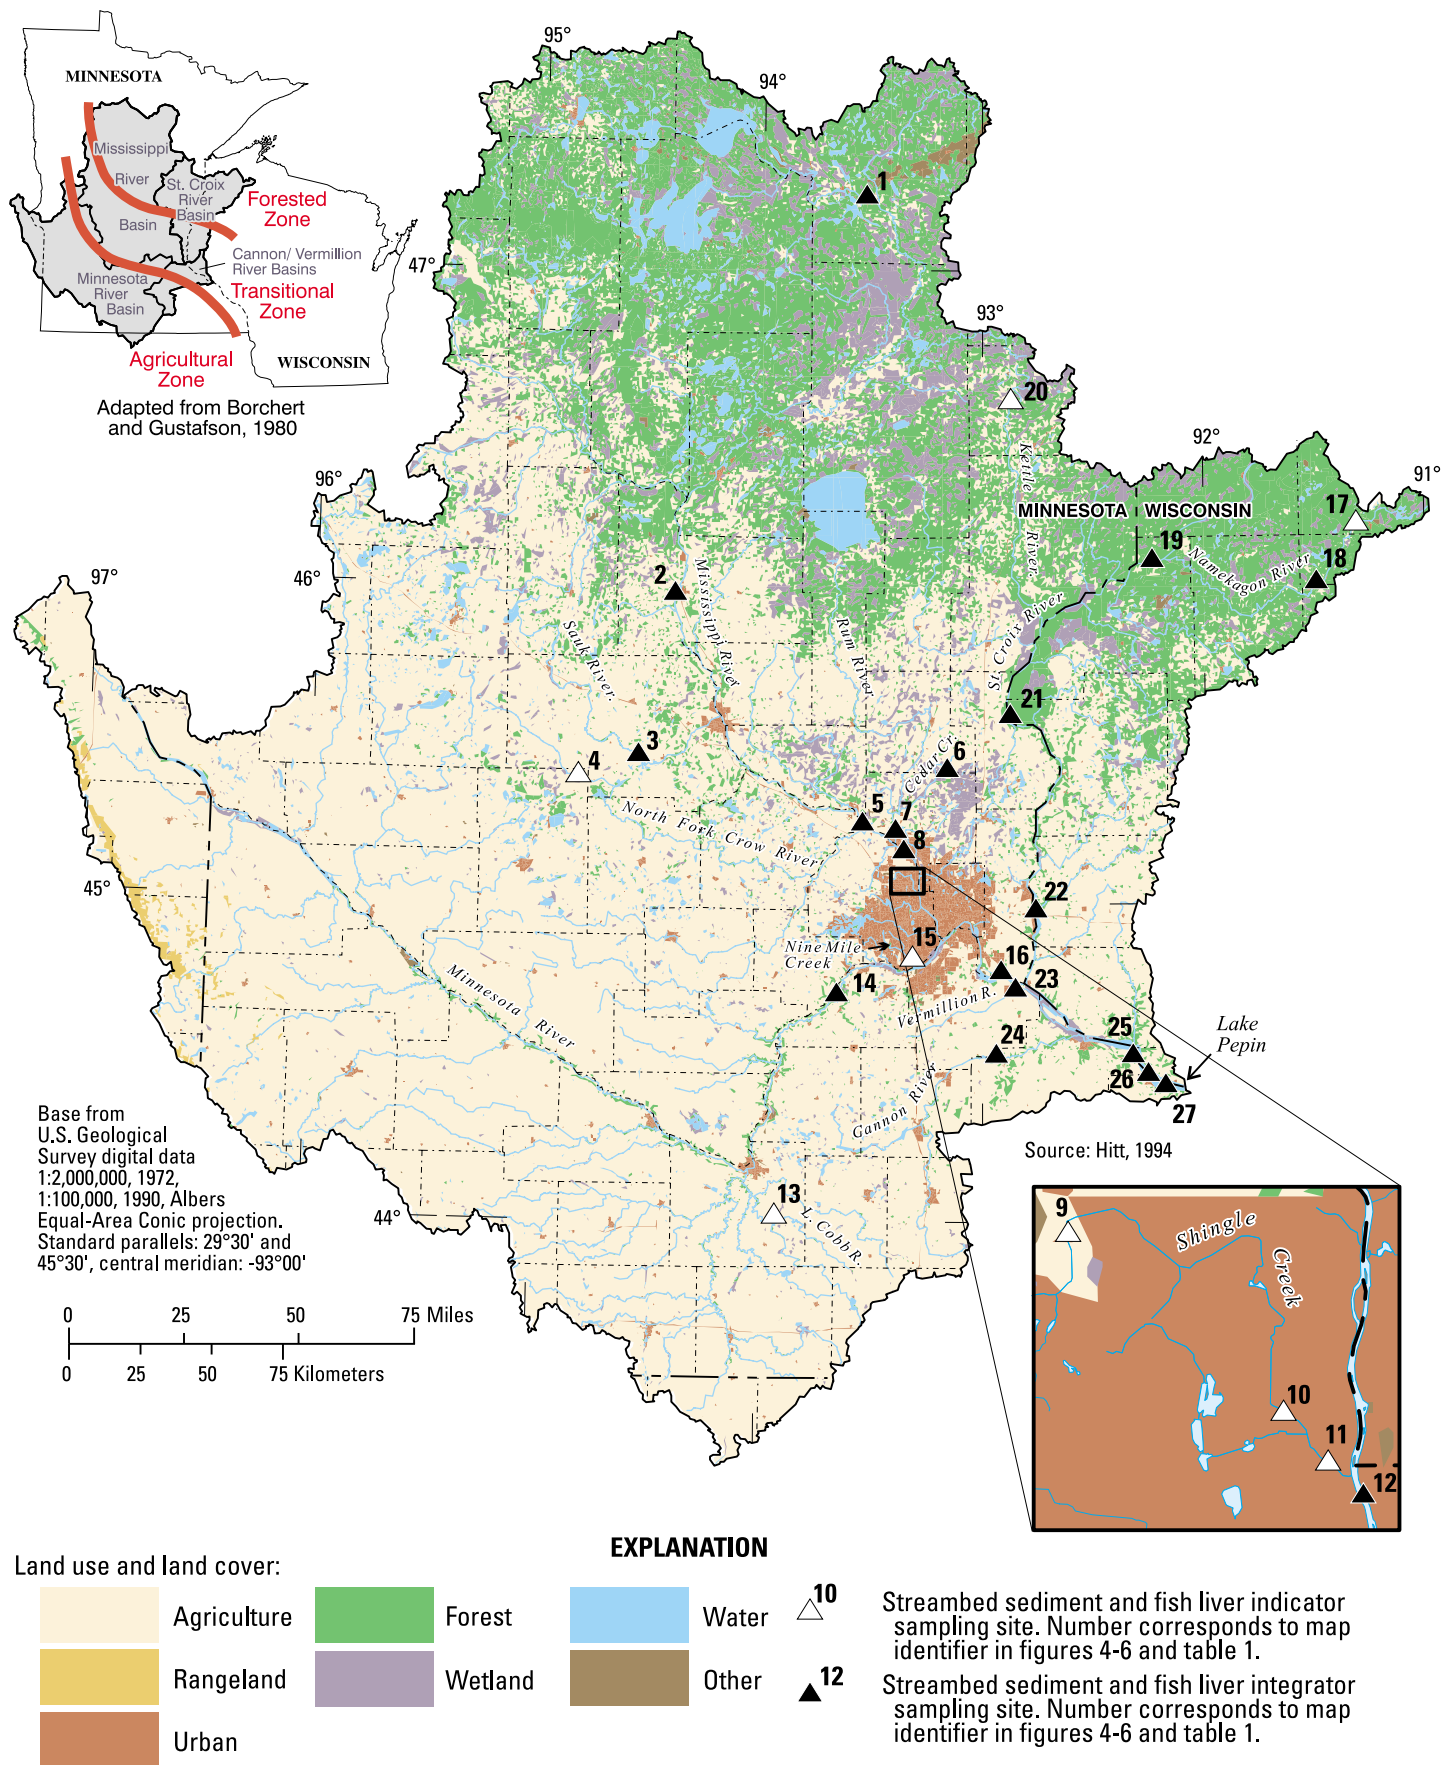 MINNESOTA
Mississippi
River
Basin
St. Croix
River
Basin
Forested
Zone
Cannon/ Vermillion
River Basins
Minnesota
River
Basin
Transitional
Zone
Agricultural
Zone
WISCONSIN
Adapted from Borchert
and Gustafson, 1980
95°
94°
47°
93°
92°
91°
96°
46°
97°
45°
44°
1
20
Kettle
River.
MINNESOTA
WISCONSIN
17
19
18
Namekagon River
2
Mississippi River
Sauk River.
Rum River
St. Croix River
21
3
4
Cedar Cr.
6
5
7
8
North Fork Crow River
22
Nine Mile
Creek
15
14
16
23
Vermillion R.
Minnesota River
24
25
26
27
Lake
Pepin
Cannon River
13
L. Cobb R.
Base from
U.S. Geological
Survey digital data
1:2,000,000, 1972,
1:100,000, 1990, Albers
Equal-Area Conic projection.
Standard parallels: 29°30' and
45°30', central meridian: -93°00'
0 25 50 75 Miles
0 25 50 75 Kilometers
Source: Hitt, 1994
9
Shingle
Creek
10
11
12
EXPLANATION
Land use and land cover:
Agriculture
Rangeland
Urban
Forest
Wetland
Water
Other
10
Streambed sediment and fish liver indicator
sampling site. Number corresponds to map
identifier in figures 4-6 and table 1.
12
Streambed sediment and fish liver integrator
sampling site. Number corresponds to map
identifier in figures 4-6 and table 1.